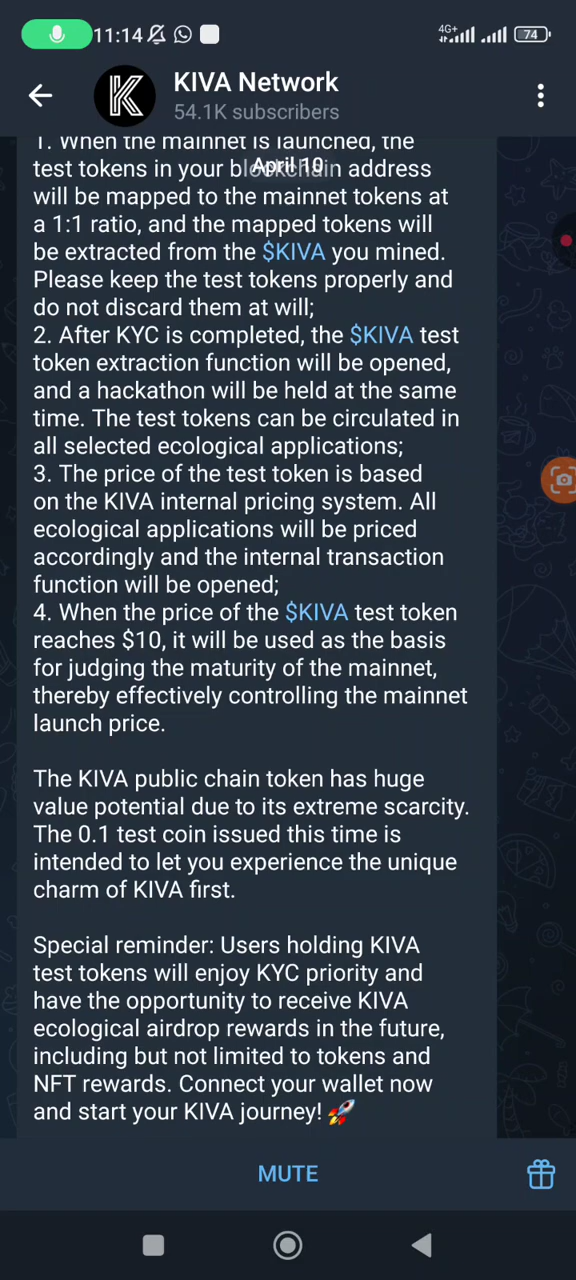 11:14
4G+
74
KIVA Network
54.1K subscribers
1. When the mainnet is launched, the
April 10
test tokens in your blockchain address
will be mapped to the mainnet tokens at
a 1:1 ratio, and the mapped tokens will
be extracted from the $KIVA you mined.
Please keep the test tokens properly and
do not discard them at will;
2. After KYC is completed, the $KIVA test
token extraction function will be opened,
and a hackathon will be held at the same
time. The test tokens can be circulated in
all selected ecological applications;
3. The price of the test token is based
on the KIVA internal pricing system. All
ecological applications will be priced
accordingly and the internal transaction
function will be opened;
4. When the price of the $KIVA test token
reaches $10, it will be used as the basis
for judging the maturity of the mainnet,
thereby effectively controlling the mainnet
launch price.
The KIVA public chain token has huge
value potential due to its extreme scarcity.
The 0.1 test coin issued this time is
intended to let you experience the unique
charm of KIVA first.
Special reminder: Users holding KIVA
test tokens will enjoy KYC priority and
have the opportunity to receive KIVA
ecological airdrop rewards in the future,
including but not limited to tokens and
NFT rewards. Connect your wallet now
and start your KIVA journey! 🚀
MUTE